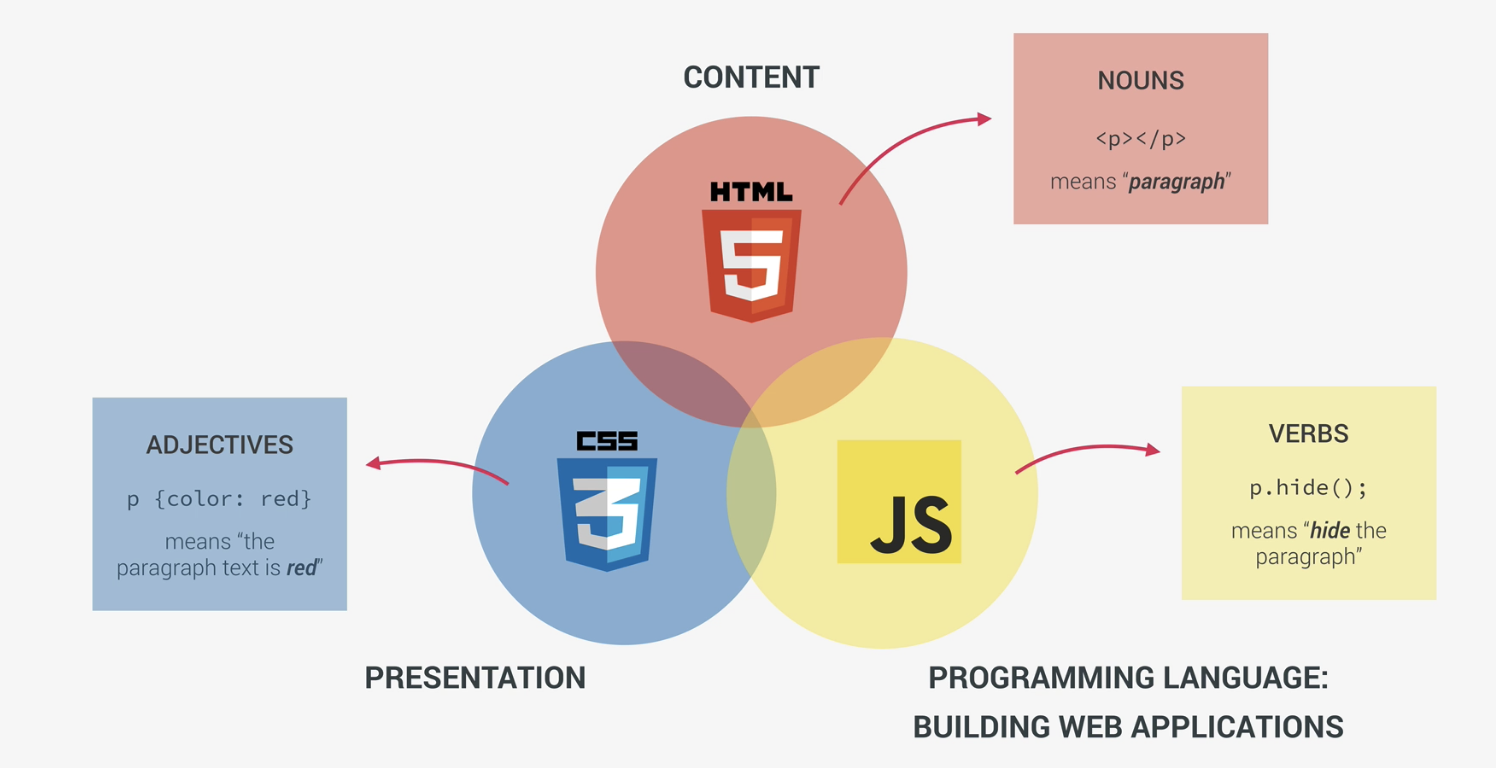 CONTENT
HTML
5
NOUNS
<p></p>
means “paragraph”
CSS
3
ADJECTIVES
p {color: red}
means “the
paragraph text is red”
PRESENTATION
JS
VERBS
p.hide();
means “hide the
paragraph”
PROGRAMMING LANGUAGE:
BUILDING WEB APPLICATIONS